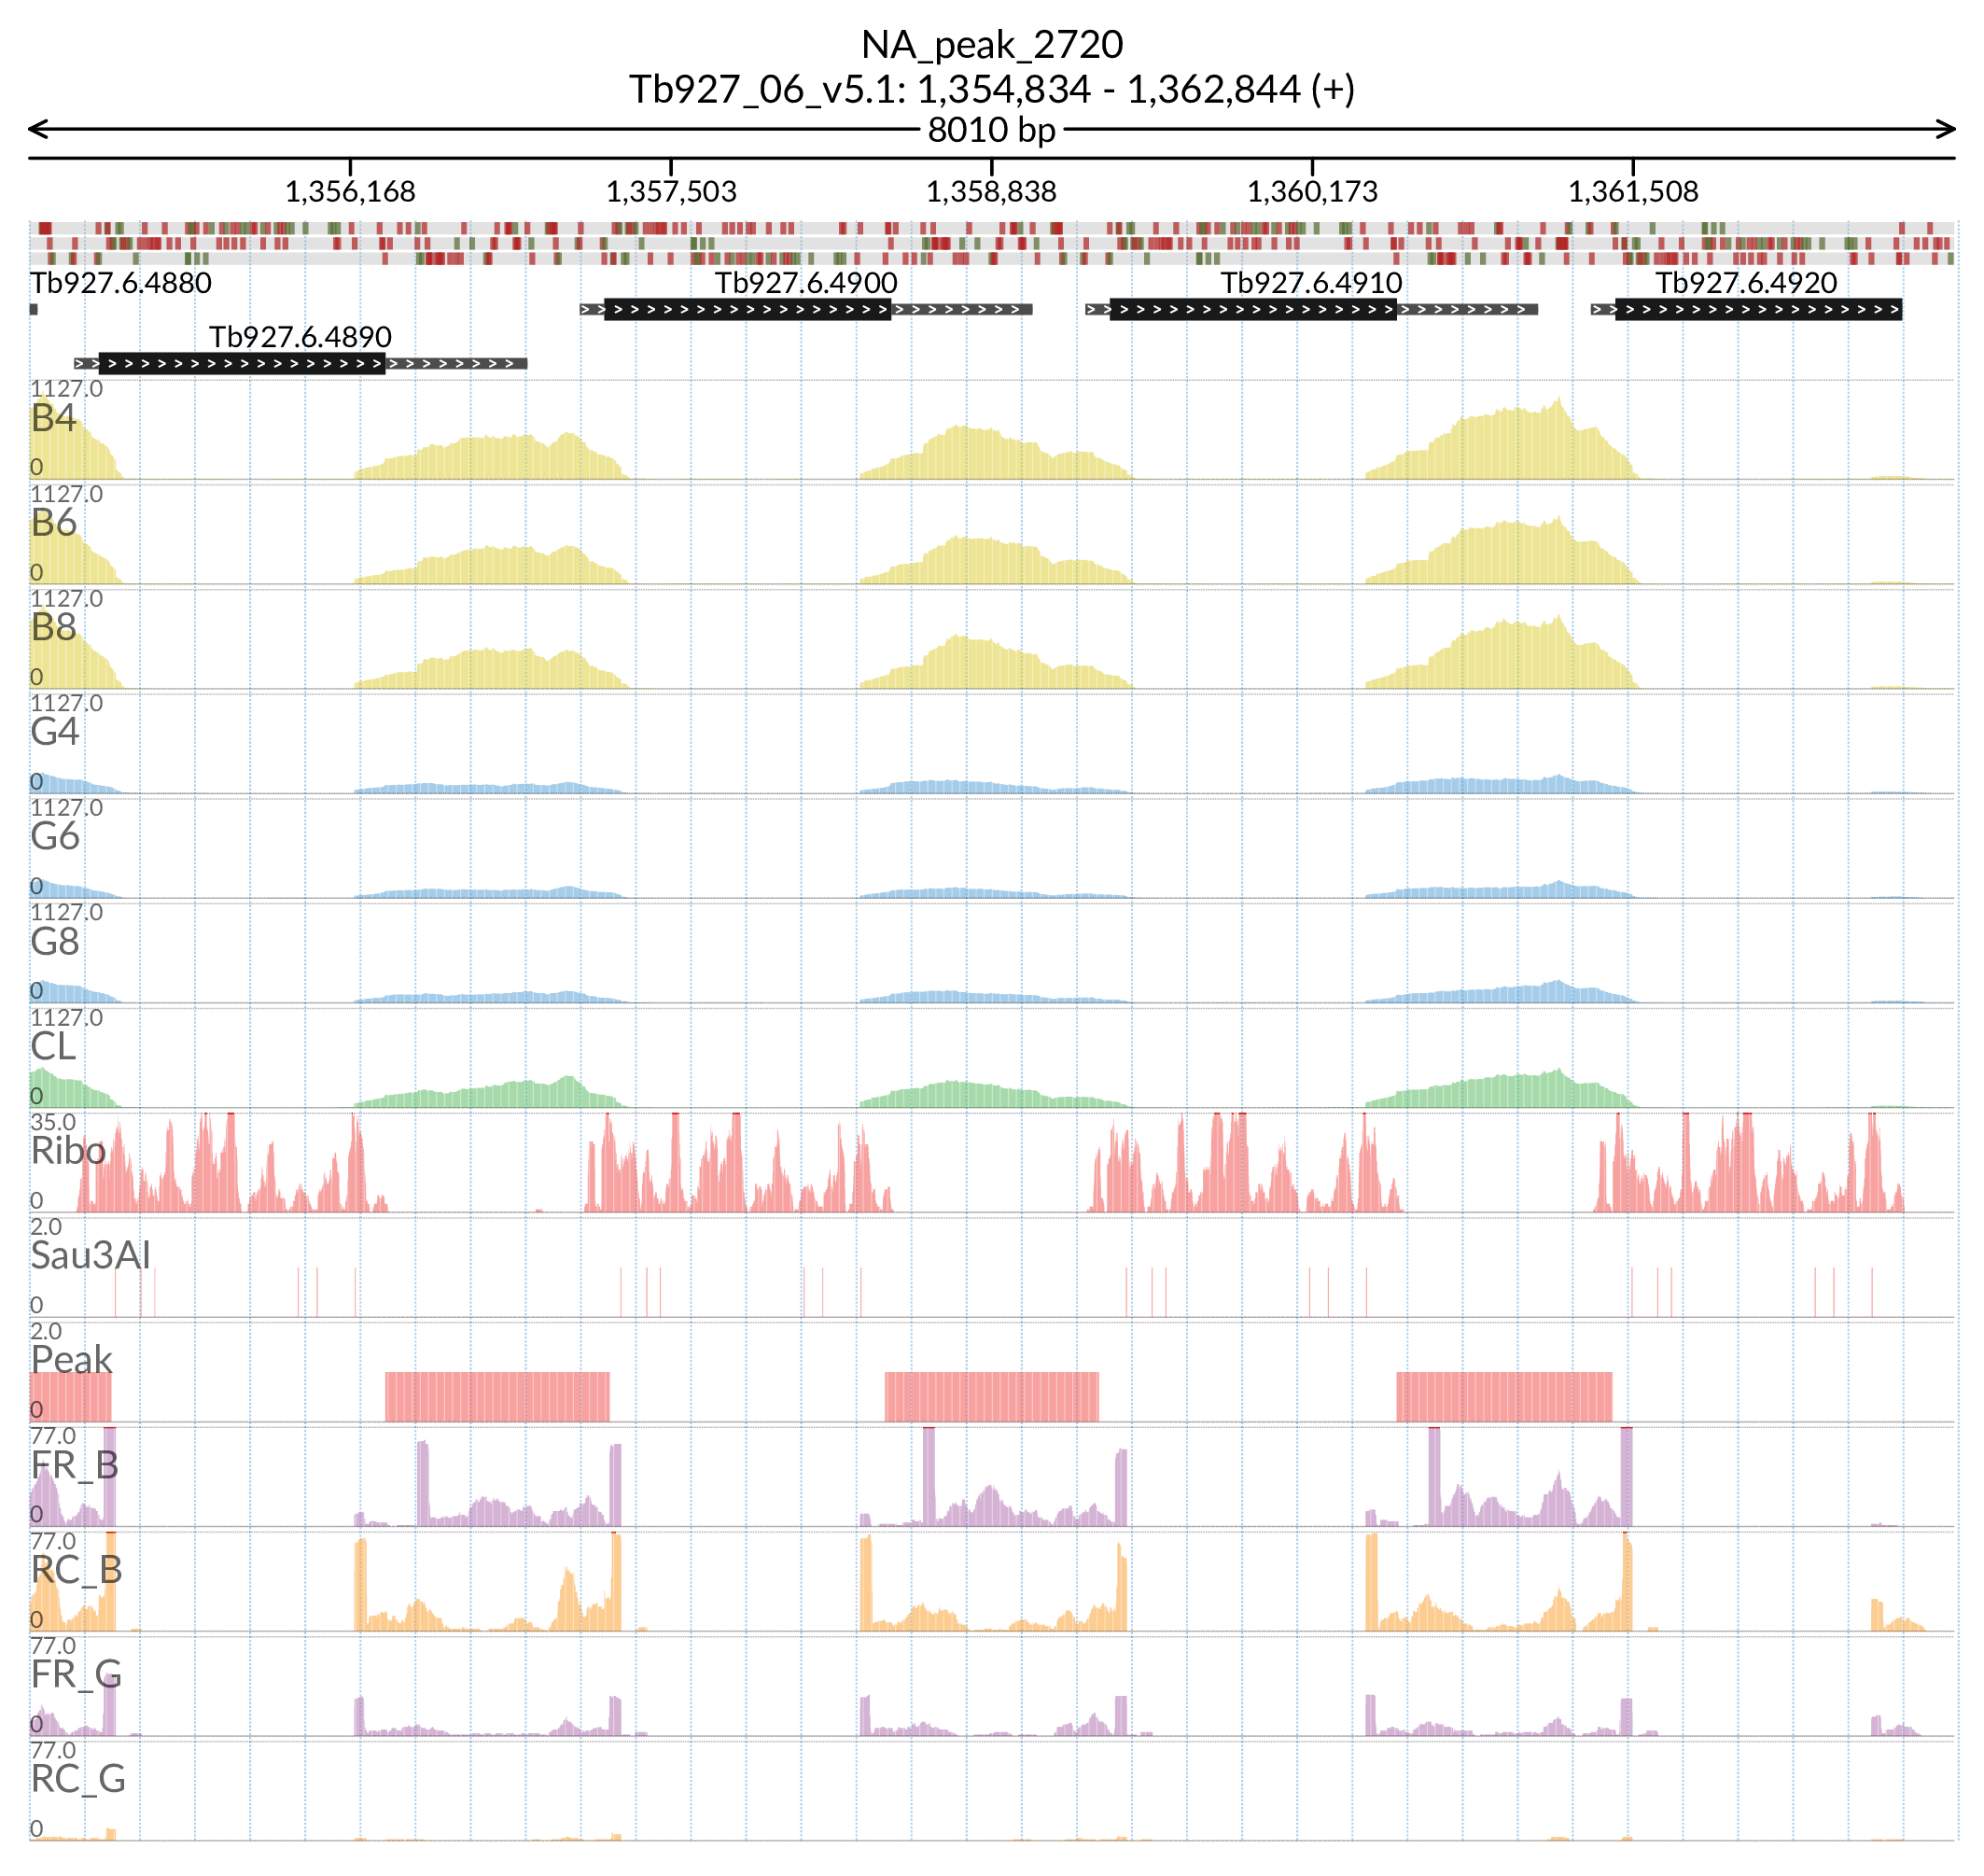 NA_peak_2720
Tb927_06_v5.1: 1,354,834 - 1,362,844 (+)
8010 bp
1,356,168 1,357,503 1,358,838 1,360,173 1,361,508
Tb927.6.4880 Tb927.6.4900 Tb927.6.4910 Tb927.6.4920
Tb927.6.4890
1127.0
B4
0
1127.0
B6
0
1127.0
B8
0
1127.0
G4
0
1127.0
G6
0
1127.0
G8
0
1127.0
CL
0
35.0
Ribo
0
2.0
Sau3AI
0
2.0
Peak
0
77.0
FR_B
0
77.0
RC_B
0
77.0
FR_G
0
77.0
RC_G
0